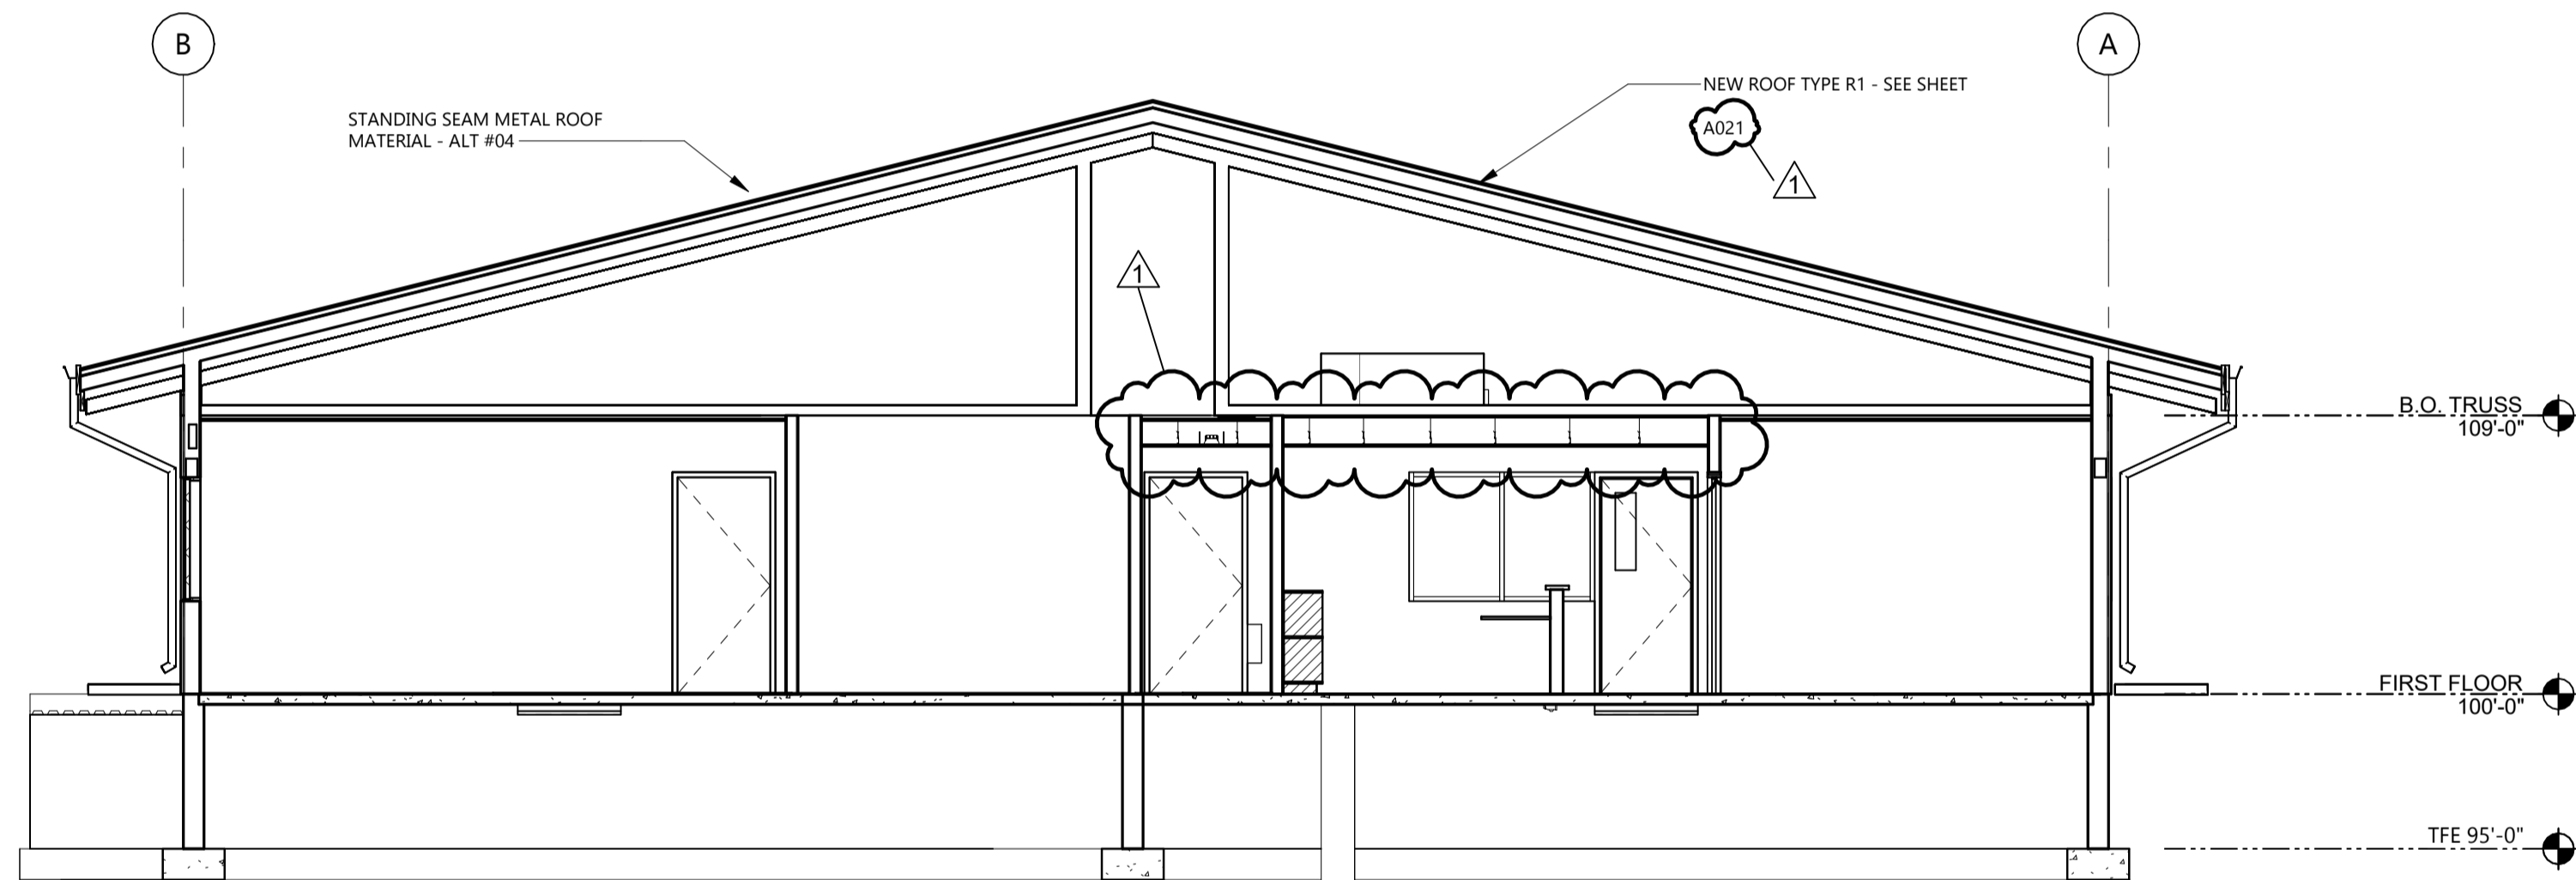 B
A
STANDING SEAM METAL ROOF
MATERIAL - ALT #04
NEW ROOF TYPE R1 - SEE SHEET
A021
1
1
B.O. TRUSS
109'-0"
FIRST FLOOR
100'-0"
TFE 95'-0"